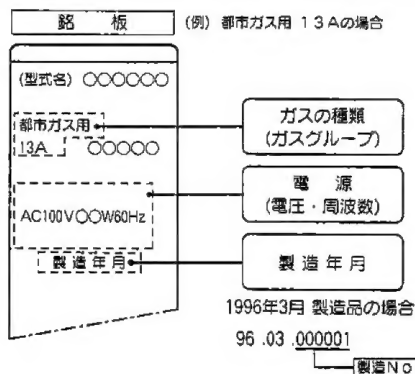 銘板
(例) 都市ガス用 13Aの場合
(型式名) ○○○○○○
都市ガス用
13A ○○○○○
ガスの種類
(ガスグループ)
AC100V○○W60Hz
電源
(電圧・周波数)
製造年月
製造年月
1996年3月 製造品の場合
96 .03 .000001
製造No